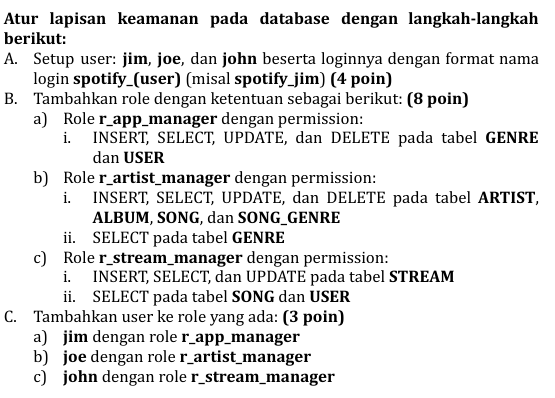 Atur lapisan keamanan pada database dengan langkah-langkah
berikut:
A. Setup user: jim, joe, dan john beserta loginnya dengan format nama
login spotify_(user) (misal spotify_jim) (4 poin)
B. Tambahkan role dengan ketentuan sebagai berikut: (8 poin)
a) Role r_app_manager dengan permission:
i. INSERT, SELECT, UPDATE, dan DELETE pada tabel GENRE
dan USER
b) Role r_artist_manager dengan permission:
i. INSERT, SELECT, UPDATE, dan DELETE pada tabel ARTIST,
ALBUM, SONG, dan SONG_GENRE
ii. SELECT pada tabel GENRE
c) Role r_stream_manager dengan permission:
i. INSERT, SELECT, dan UPDATE pada tabel STREAM
ii. SELECT pada tabel SONG dan USER
C. Tambahkan user ke role yang ada: (3 poin)
a) jim dengan role r_app_manager
b) joe dengan role r_artist_manager
c) john dengan role r_stream_manager